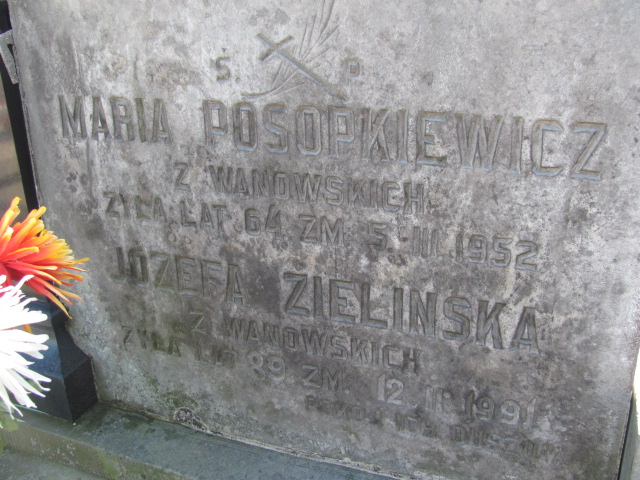 Ś P
MARIA POSOPKIEWICZ
Z WANOWSKICH
ŻYŁA LAT 64 ZM. 5. III. 1952
JÓZEFA ZIELIŃSKA
Z WANOWSKICH
ŻYŁA LAT 89 ZM. 12. II. 1991